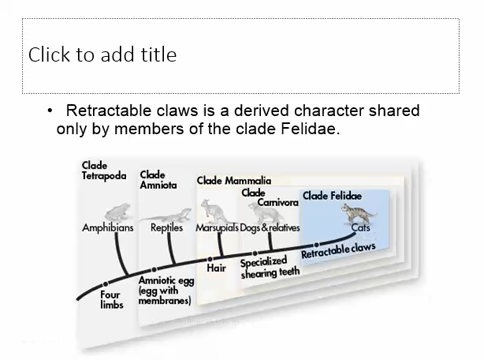 Click to add title
• Retractable claws is a derived character shared
only by members of the clade Felidae.
Clade
Tetrapoda
Clade
Amniota
Clade Mammalia
Clade
Carnivora
Clade Felidae
Amphibians
Reptiles
Marsupials
Dogs & relatives
Cats
Four
limbs
Amniotic egg
(egg with
membranes)
Hair
Specialized
shearing teeth
Retractable claws